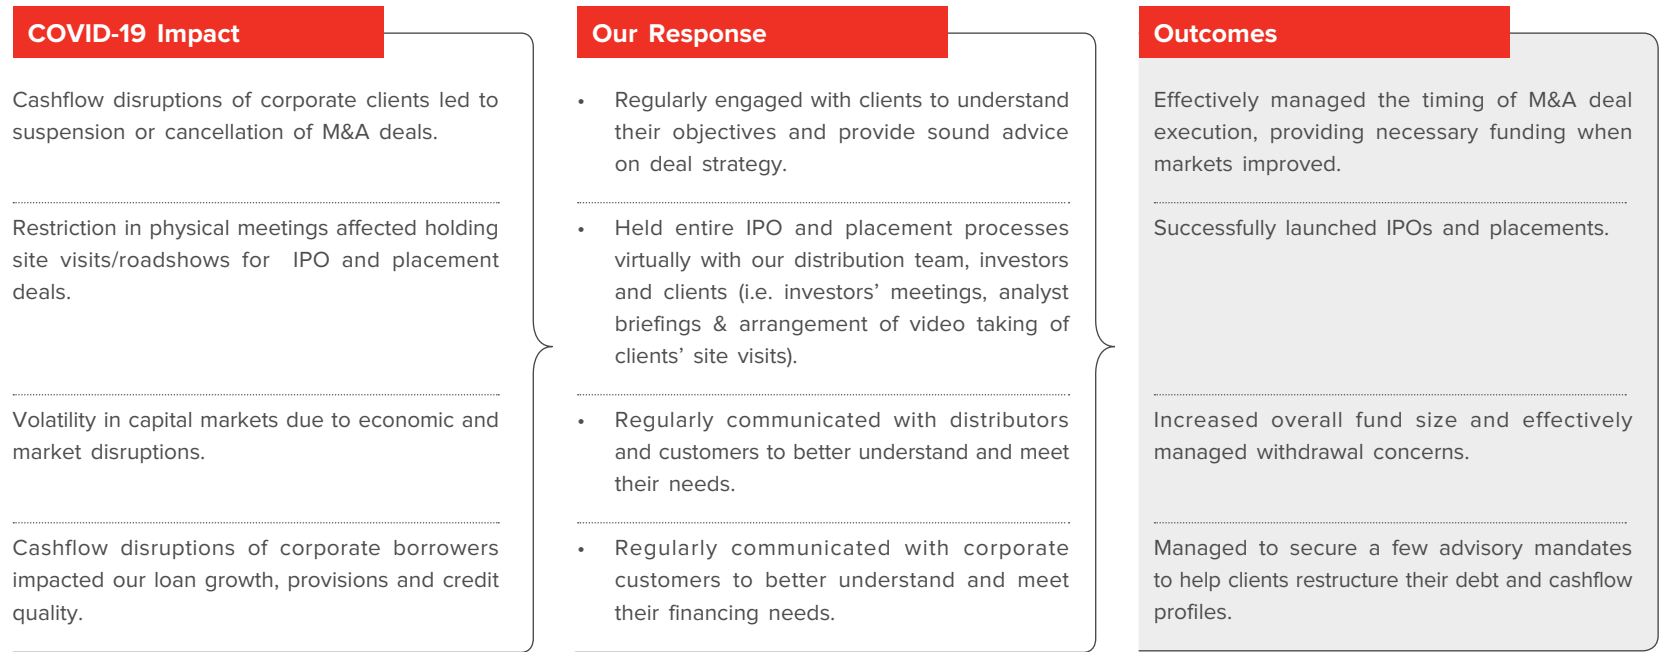 COVID-19 Impact
Cashflow disruptions of corporate clients led to
suspension or cancellation of M&A deals.
Restriction in physical meetings affected holding
site visits/roadshows for IPO and placement
deals.
Volatility in capital markets due to economic and
market disruptions.
Cashflow disruptions of corporate borrowers
impacted our loan growth, provisions and credit
quality.
Our Response
• Regularly engaged with clients to understand
their objectives and provide sound advice
on deal strategy.
• Held entire IPO and placement processes
virtually with our distribution team, investors
and clients (i.e. investors’ meetings, analyst
briefings & arrangement of video taking of
clients’ site visits).
• Regularly communicated with distributors
and customers to better understand and meet
their needs.
• Regularly communicated with corporate
customers to better understand and meet
their financing needs.
Outcomes
Effectively managed the timing of M&A deal
execution, providing necessary funding when
markets improved.
Successfully launched IPOs and placements.
Increased overall fund size and effectively
managed withdrawal concerns.
Managed to secure a few advisory mandates
to help clients restructure their debt and cashflow
profiles.